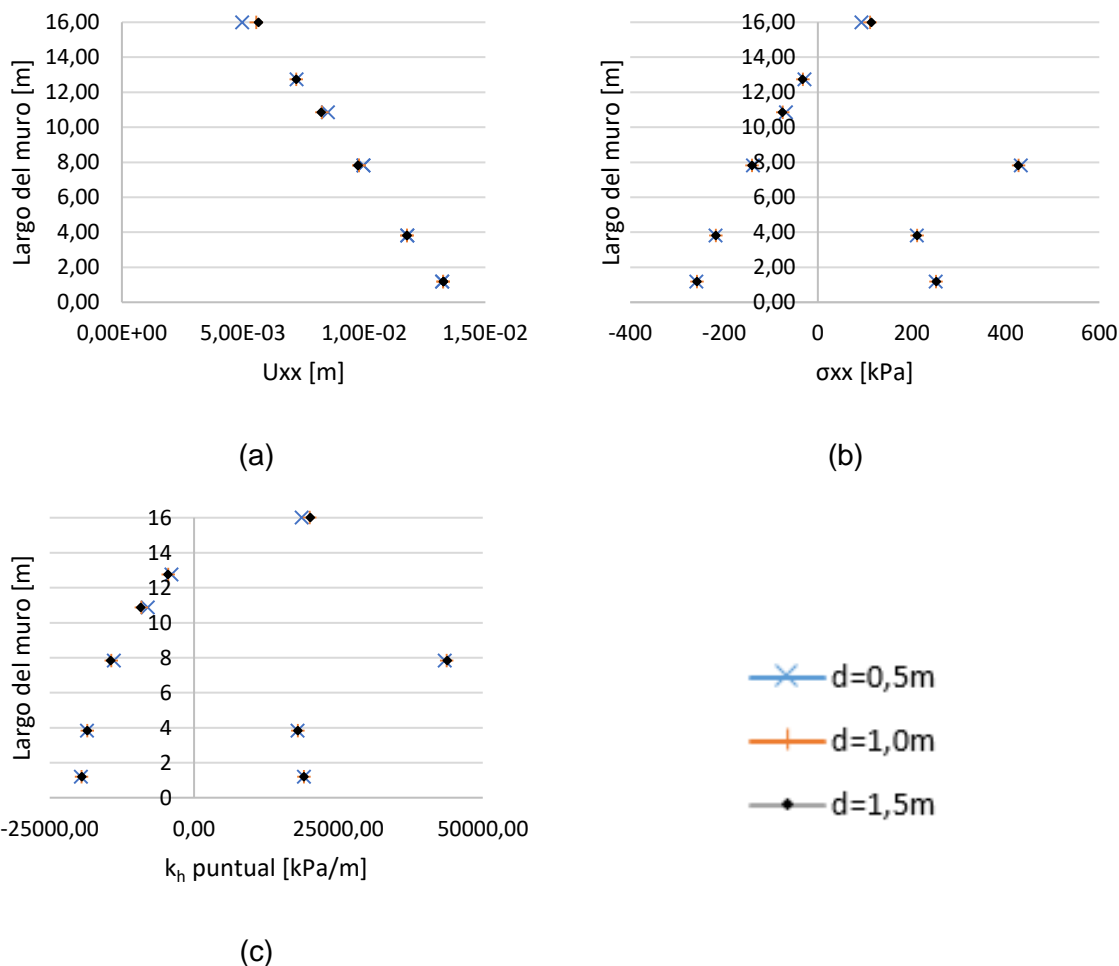 Largo del muro [m]
16,00
14,00
12,00
10,00
8,00
6,00
4,00
2,00
0,00
0,00E+00 5,00E-03 1,00E-02 1,50E-02
Uxx [m]
(a)
Largo del muro [m]
16,00
14,00
12,00
10,00
8,00
6,00
4,00
2,00
0,00
-400 -200 0 200 400 600
σxx [kPa]
(b)
Largo del muro [m]
16
14
12
10
8
6
4
2
0
-25000,00 0,00 25000,00 50000,00
kh puntual [kPa/m]
(c)
d=0,5m
d=1,0m
d=1,5m